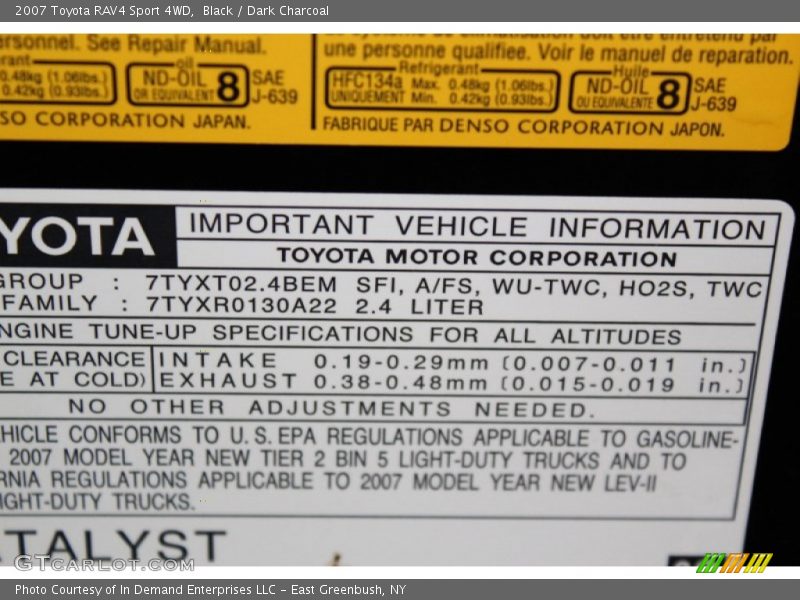 2007 Toyota RAV4 Sport 4WD, Black / Dark Charcoal
ersonnel. See Repair Manual.
0.48kg (1.06lbs.)
0.42kg (0.93lbs.)
oil
ND-OIL 8
OR EQUIVALENT
SAE
J-639
SO CORPORATION JAPAN.
une personne qualifiee. Voir le manuel de reparation.
Refrigerant
HFC134a Max. 0.48kg (1.06lbs.)
UNIQUEMENT Min. 0.42kg (0.93lbs.)
Huile
ND-OIL 8
OU EQUIVALENTE
SAE
J-639
FABRIQUE PAR DENSO CORPORATION JAPON.
YOTA
IMPORTANT VEHICLE INFORMATION
TOYOTA MOTOR CORPORATION
GROUP : 7TYXT02.4BEM SFI, A/FS, WU-TWC, HO2S, TWC
FAMILY : 7TYXR0130A22 2.4 LITER
NGINE TUNE-UP SPECIFICATIONS FOR ALL ALTITUDES
CLEARANCE INTAKE 0.19-0.29mm (0.007-0.011 in.)
E AT COLD) EXHAUST 0.38-0.48mm (0.015-0.019 in.)
NO OTHER ADJUSTMENTS NEEDED.
EHICLE CONFORMS TO U.S. EPA REGULATIONS APPLICABLE TO GASOLINE-
2007 MODEL YEAR NEW TIER 2 BIN 5 LIGHT-DUTY TRUCKS AND TO
RNIA REGULATIONS APPLICABLE TO 2007 MODEL YEAR NEW LEV-II
IGHT-DUTY TRUCKS.
TALYST
GTCarLot.com
Photo Courtesy of In Demand Enterprises LLC - East Greenbush, NY